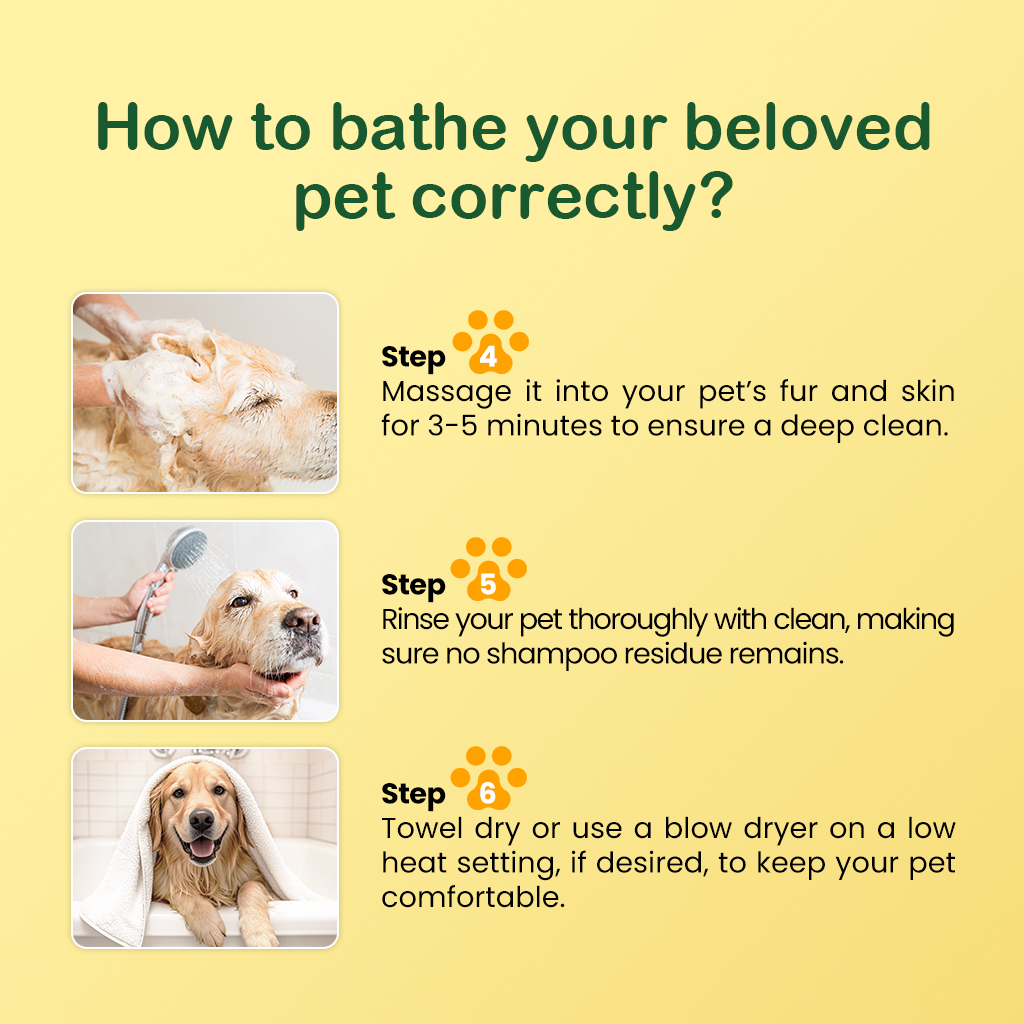 How to bathe your beloved
pet correctly?
Step 4
Massage it into your pet’s fur and skin
for 3-5 minutes to ensure a deep clean.
Step 5
Rinse your pet thoroughly with clean, making
sure no shampoo residue remains.
Step 6
Towel dry or use a blow dryer on a low
heat setting, if desired, to keep your pet
comfortable.